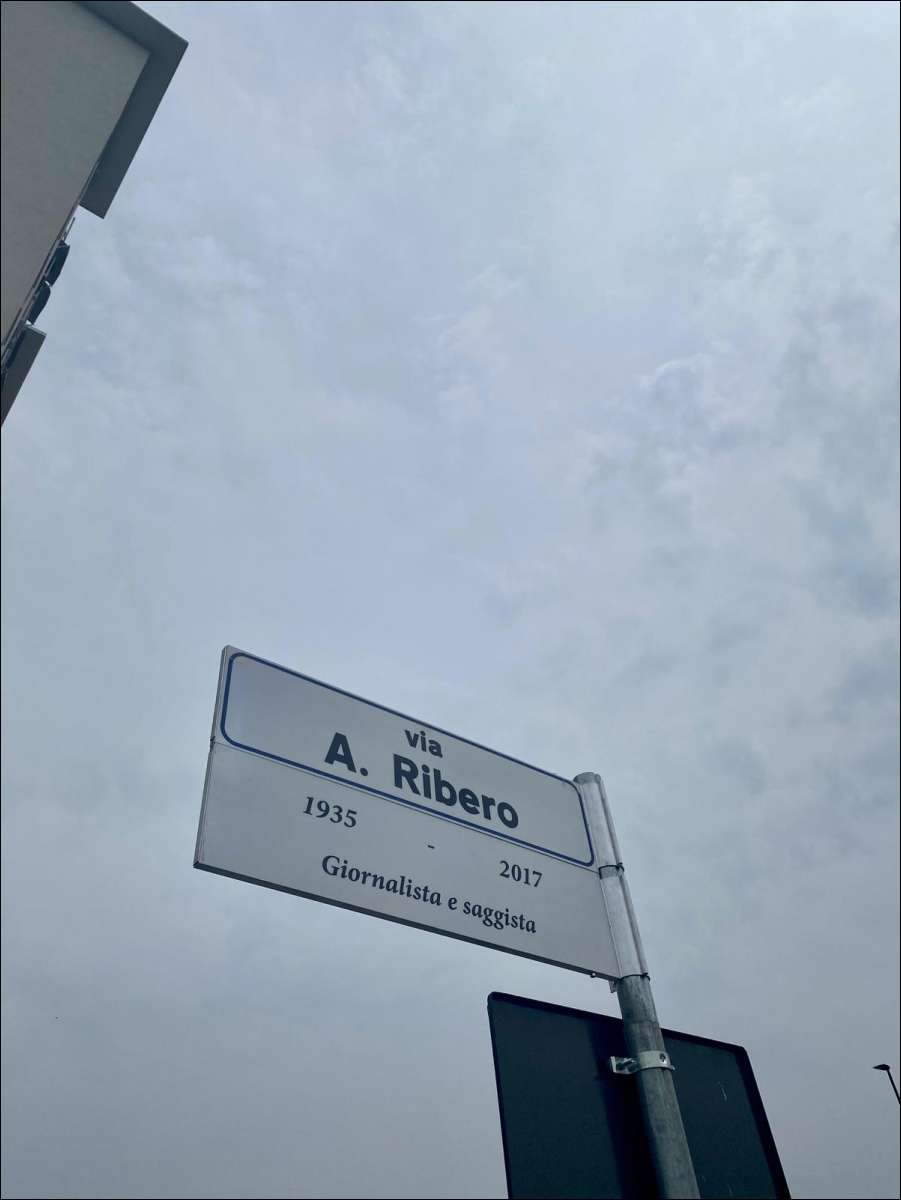 via
A. Ribero
1935 - 2017
Giornalista e saggista